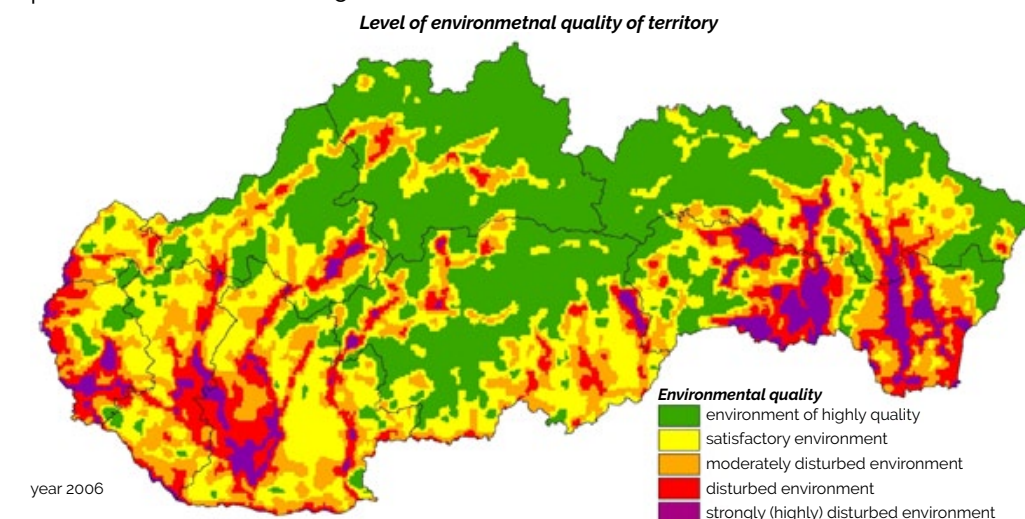 Level of environmetnal quality of territory
Environmental quality
environment of highly quality
satisfactory environment
moderately disturbed environment
disturbed environment
strongly (highly) disturbed environment
year 2006